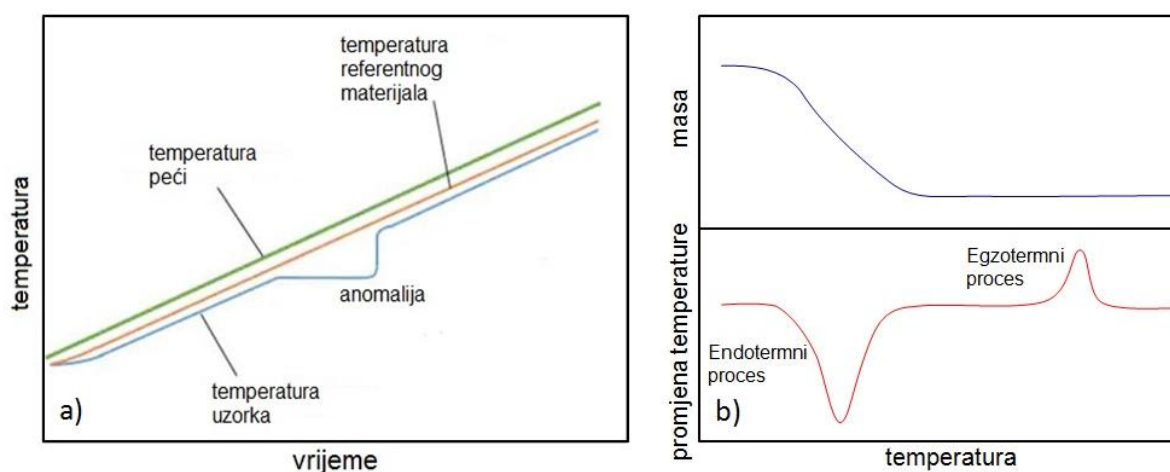 temperatura
referentnog
materijala
temperatura
peći
anomalija
temperatura
uzorka
temperatura
vrijeme
a)
masa
promjena temperature
Egzotermni
proces
Endotermni
proces
b)
temperatura